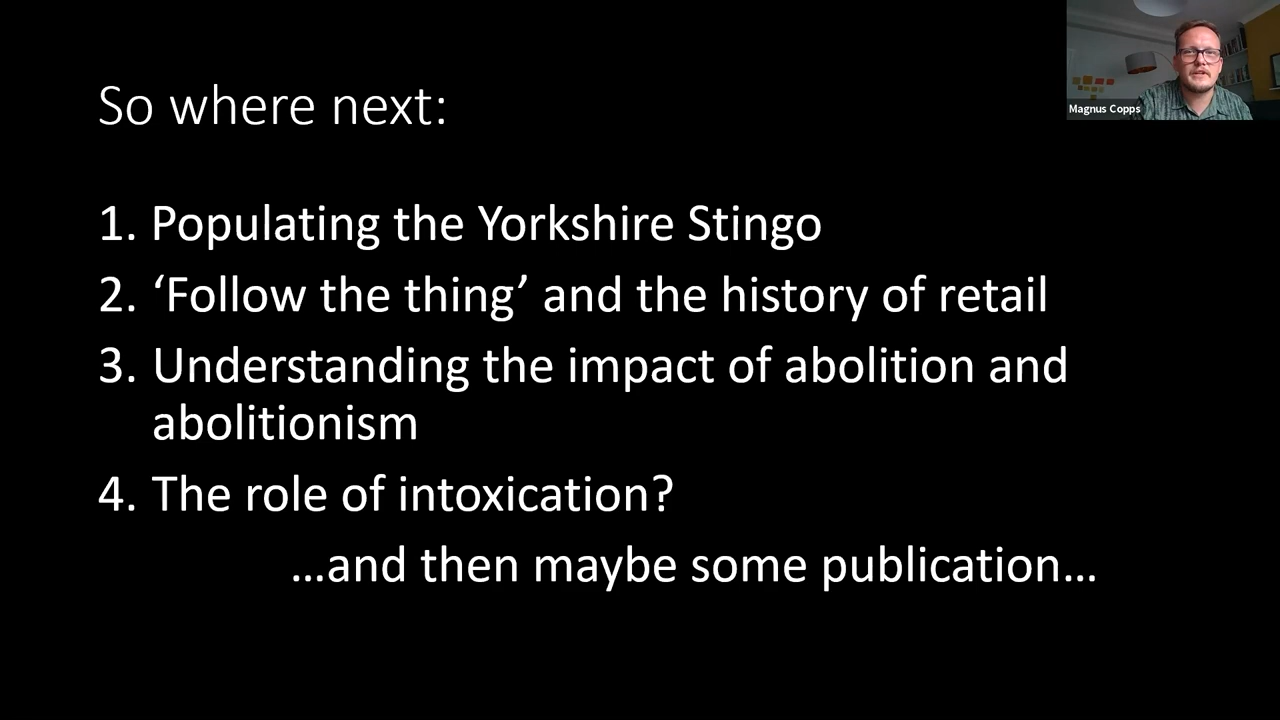 Magnus Copps
So where next:
1. Populating the Yorkshire Stingo
2. ‘Follow the thing’ and the history of retail
3. Understanding the impact of abolition and
abolitionism
4. The role of intoxication?
…and then maybe some publication…